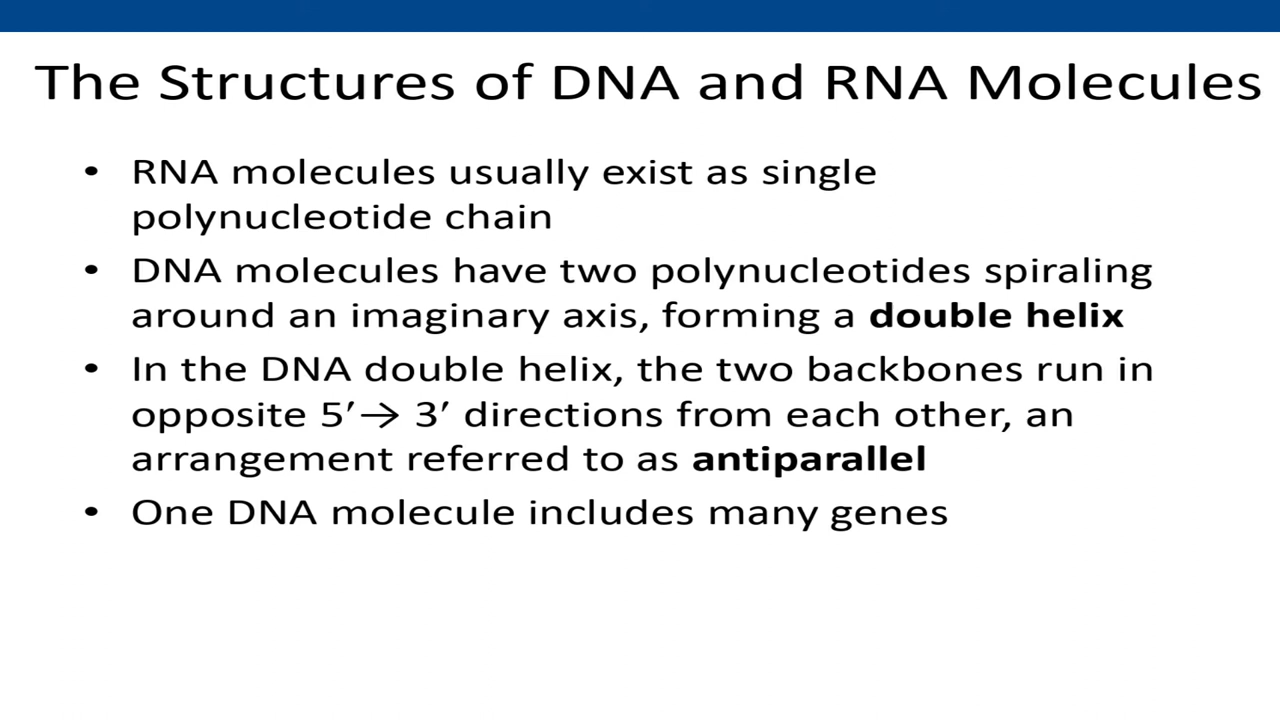 The Structures of DNA and RNA Molecules
• RNA molecules usually exist as single
polynucleotide chain
• DNA molecules have two polynucleotides spiraling
around an imaginary axis, forming a double helix
• In the DNA double helix, the two backbones run in
opposite 5′→ 3′ directions from each other, an
arrangement referred to as antiparallel
• One DNA molecule includes many genes